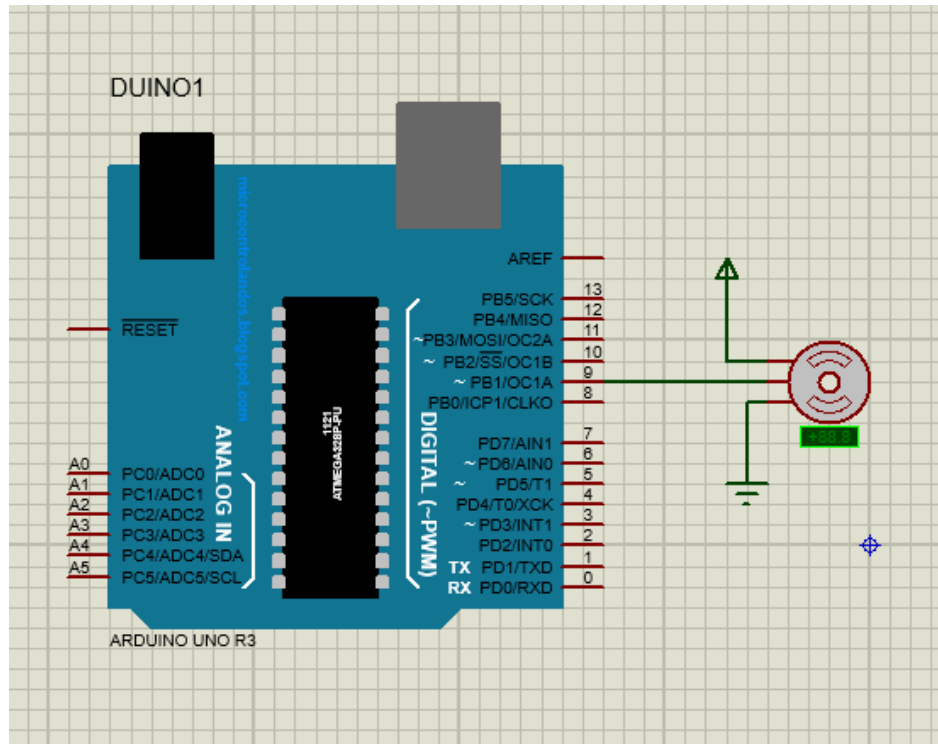 DUINO1
microcontrolandos.blogspot.com
RESET
1121
ATMEGA328P-PU
ANALOG IN
A0 PC0/ADC0
A1 PC1/ADC1
A2 PC2/ADC2
A3 PC3/ADC3
A4 PC4/ADC4/SDA
A5 PC5/ADC5/SCL
DIGITAL (~PWM)
AREF
PB5/SCK 13
PB4/MISO 12
~PB3/MOSI/OC2A 11
~ PB2/SS/OC1B 10
~ PB1/OC1A 9
PB0/ICP1/CLKO 8
PD7/AIN1 7
~PD6/AIN0 6
~ PD5/T1 5
PD4/T0/XCK 4
~PD3/INT1 3
PD2/INT0 2
TX PD1/TXD 1
RX PD0/RXD 0
+88.8
ARDUINO UNO R3